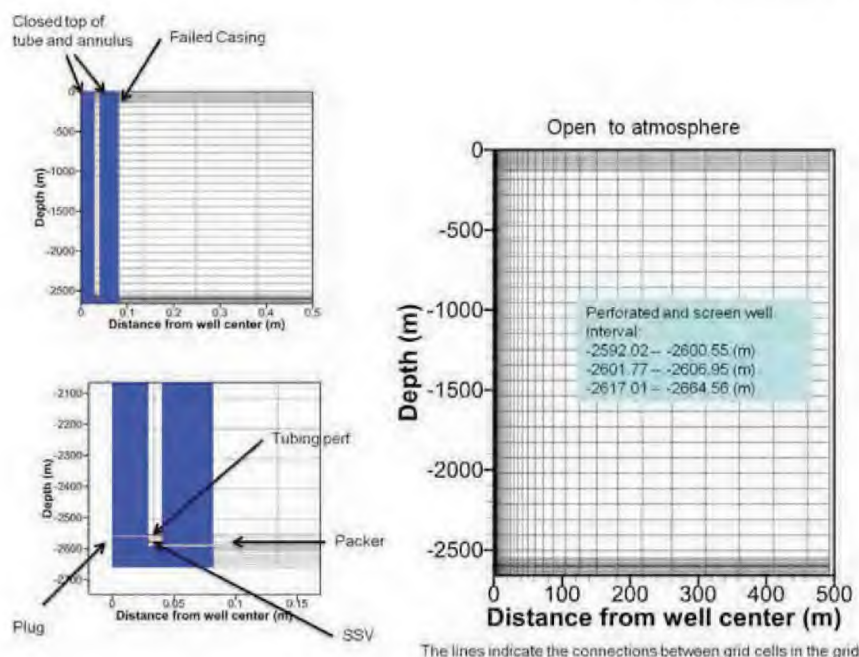 Closed top of
tube and annulus
Failed Casing
0
-500
-1000
-1500
-2000
-2500
Depth (m)
0 0.1 0.2 0.3 0.4 0.5
Distance from well center (m)
-2100
-2200
-2300
-2400
-2500
-2600
-2700
Depth (m)
0 0.05 0.1 0.15
Distance from well center (m)
Tubing perf
Packer
Plug
SSV
Open to atmosphere
0
-500
-1000
-1500
-2000
-2500
Depth (m)
Perforated and screen well
interval:
-2592.02 – -2600.55 (m)
-2601.77 – -2606.95 (m)
-2617.01 – -2664.56 (m)
0 100 200 300 400 500
Distance from well center (m)
The lines indicate the connections between grid cells in the grid